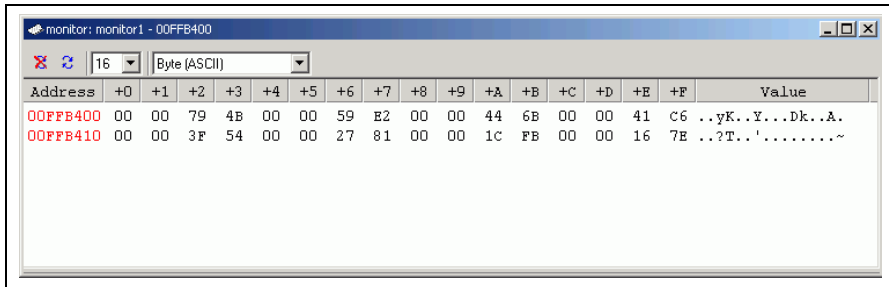 monitor: monitor1 - 00FFB400
16 Byte (ASCII)
Address +0 +1 +2 +3 +4 +5 +6 +7 +8 +9 +A +B +C +D +E +F Value
00FFB400 00 00 79 4B 00 00 59 E2 00 00 44 6B 00 00 41 C6 ..yK..Y...Dk..A.
00FFB410 00 00 3F 54 00 00 27 81 00 00 1C FB 00 00 16 7E ..?T..'........~